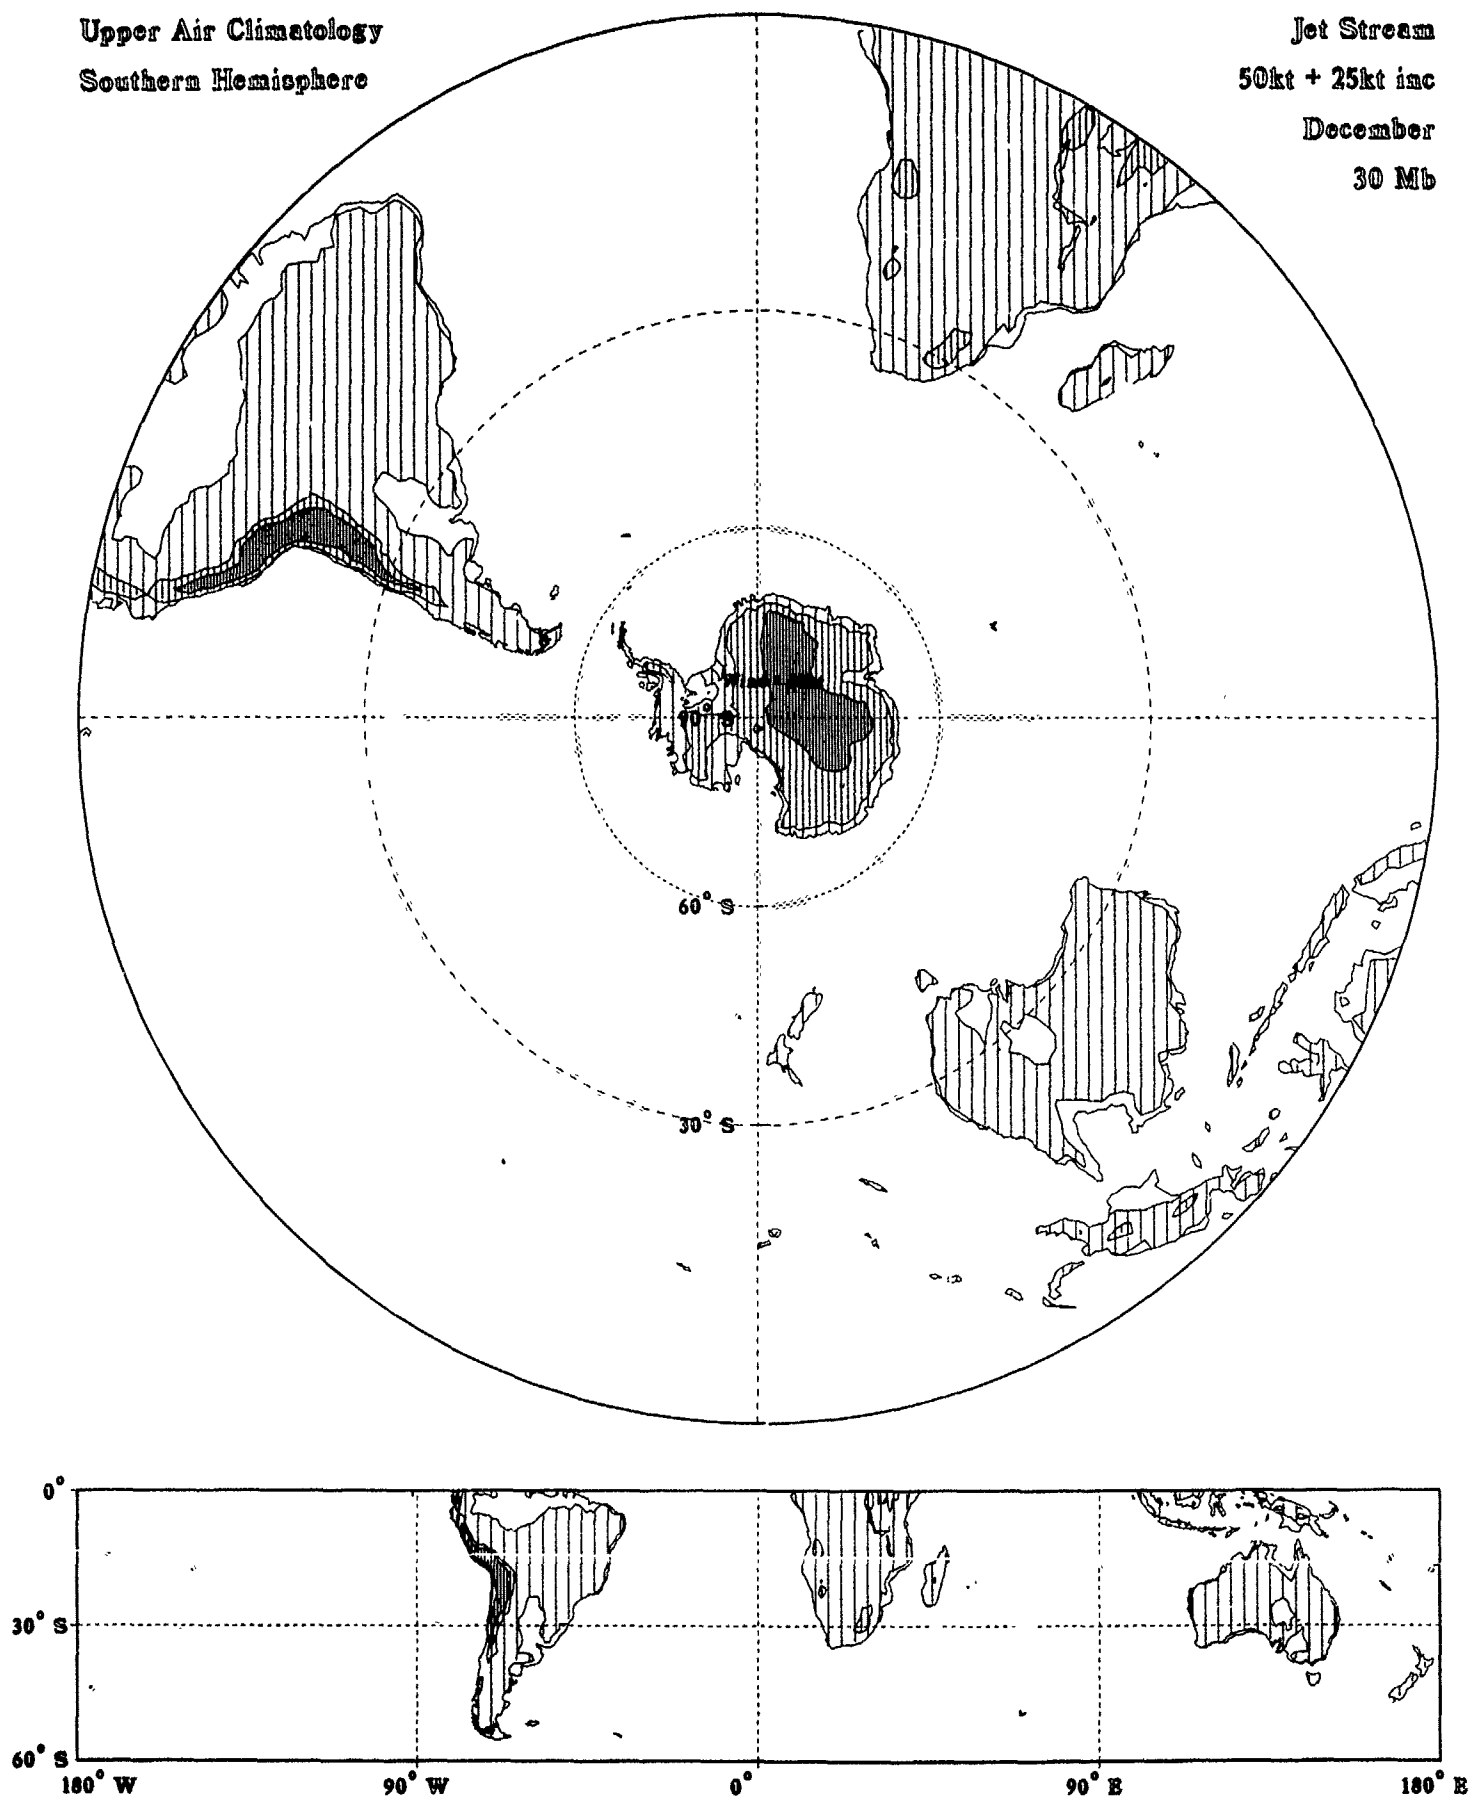 Upper Air Climatology
Southern Hemisphere
Jet Stream
50kt + 25kt inc
December
30 Mb
60° S
30° S
0°
30° S
60° S
180° W
90° W
0°
90° E
180° E